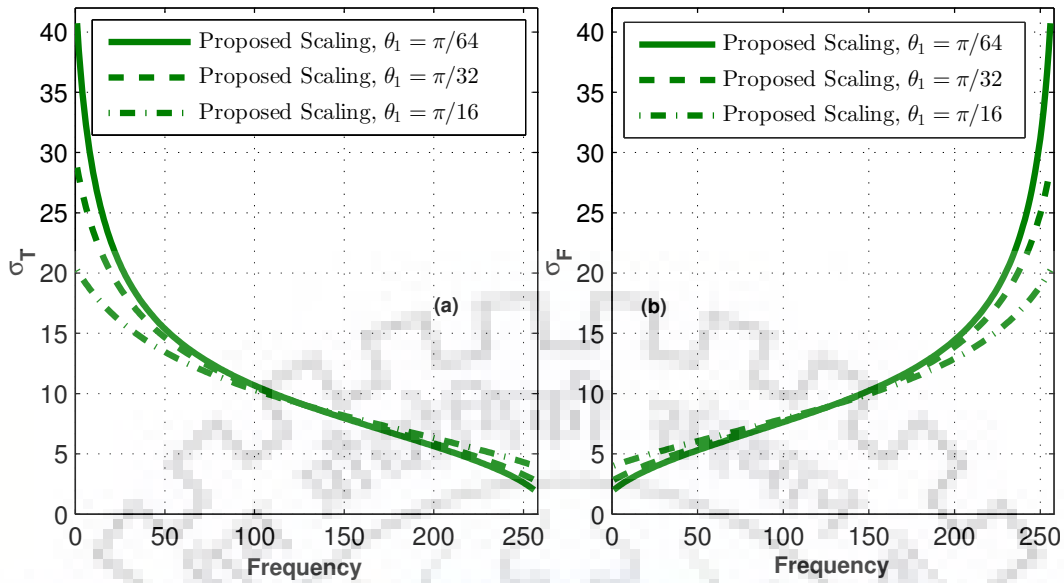 Proposed Scaling, θ₁ = π/64
Proposed Scaling, θ₁ = π/32
Proposed Scaling, θ₁ = π/16
40
35
30
25
20
15
10
5
0
σT
(a)
0 50 100 150 200 250
Frequency
Proposed Scaling, θ₁ = π/64
Proposed Scaling, θ₁ = π/32
Proposed Scaling, θ₁ = π/16
40
35
30
25
20
15
10
5
0
σF
(b)
0 50 100 150 200 250
Frequency